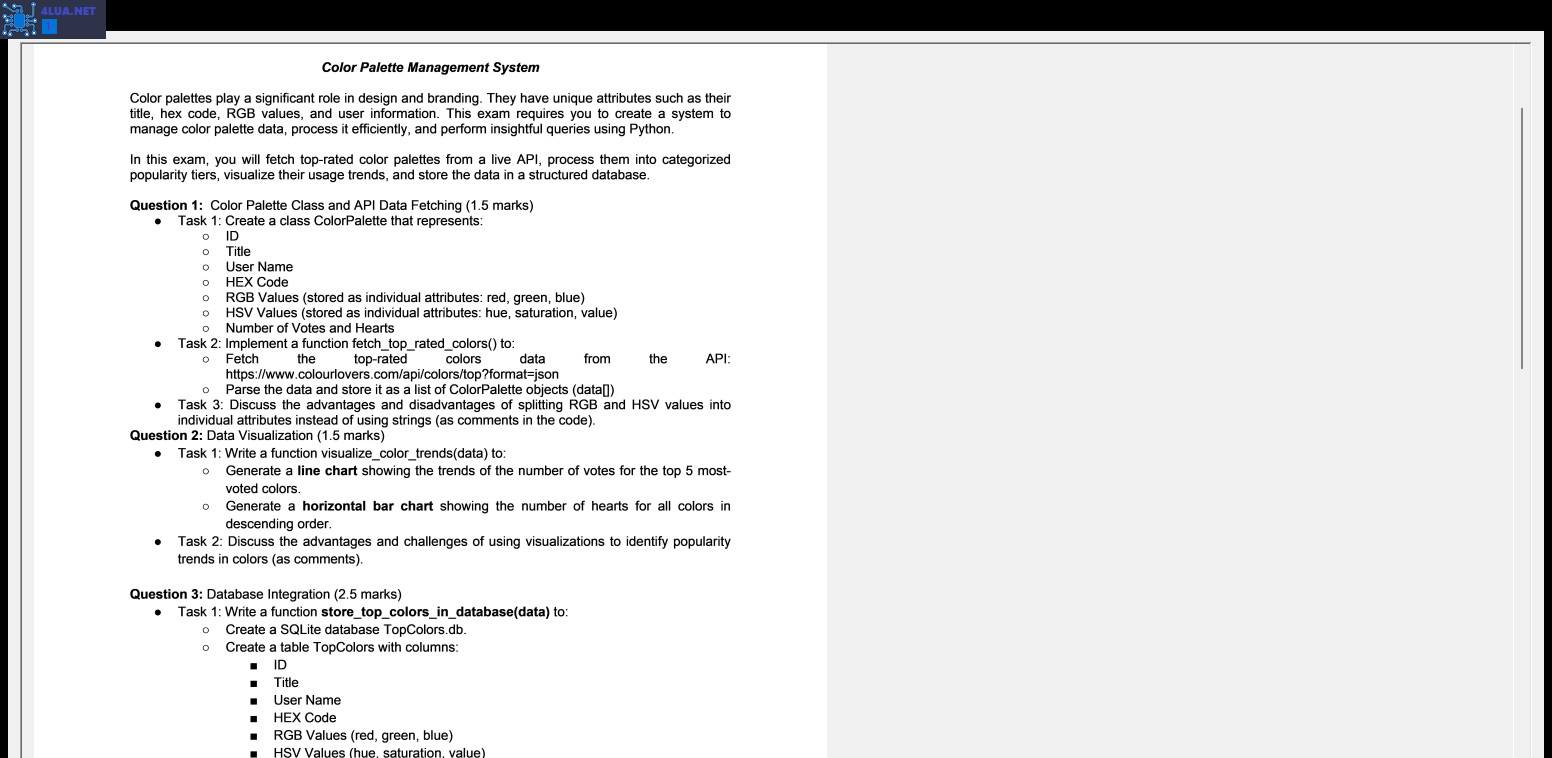 4LUA.NET
Color Palette Management System
Color palettes play a significant role in design and branding. They have unique attributes such as their
title, hex code, RGB values, and user information. This exam requires you to create a system to
manage color palette data, process it efficiently, and perform insightful queries using Python.
In this exam, you will fetch top-rated color palettes from a live API, process them into categorized
popularity tiers, visualize their usage trends, and store the data in a structured database.
Question 1: Color Palette Class and API Data Fetching (1.5 marks)
● Task 1: Create a class ColorPalette that represents:
○ ID
○ Title
○ User Name
○ HEX Code
○ RGB Values (stored as individual attributes: red, green, blue)
○ HSV Values (stored as individual attributes: hue, saturation, value)
○ Number of Votes and Hearts
● Task 2: Implement a function fetch_top_rated_colors() to:
○ Fetch the top-rated colors data from the API:
https://www.colourlovers.com/api/colors/top?format=json
○ Parse the data and store it as a list of ColorPalette objects (data[])
● Task 3: Discuss the advantages and disadvantages of splitting RGB and HSV values into
individual attributes instead of using strings (as comments in the code).
Question 2: Data Visualization (1.5 marks)
● Task 1: Write a function visualize_color_trends(data) to:
○ Generate a line chart showing the trends of the number of votes for the top 5 most-
voted colors.
○ Generate a horizontal bar chart showing the number of hearts for all colors in
descending order.
● Task 2: Discuss the advantages and challenges of using visualizations to identify popularity
trends in colors (as comments).
Question 3: Database Integration (2.5 marks)
● Task 1: Write a function store_top_colors_in_database(data) to:
○ Create a SQLite database TopColors.db.
○ Create a table TopColors with columns:
■ ID
■ Title
■ User Name
■ HEX Code
■ RGB Values (red, green, blue)
■ HSV Values (hue, saturation, value)